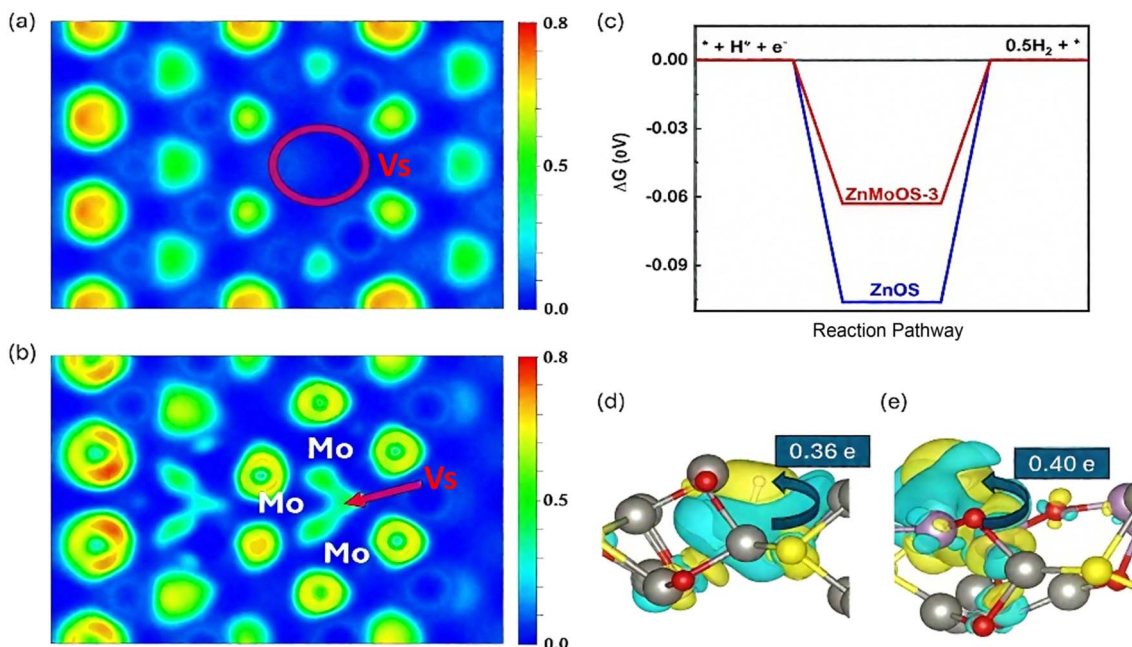 (a)
Vs
0.8
0.5
0.0
(b)
Mo
Vs
Mo
Mo
0.8
0.5
0.0
(c)
* + H⁺ + e⁻
0.5H₂ + *
0.00
-0.03
-0.06
-0.09
ΔG (eV)
ZnMoOS-3
ZnOS
Reaction Pathway
(d)
0.36 e
(e)
0.40 e